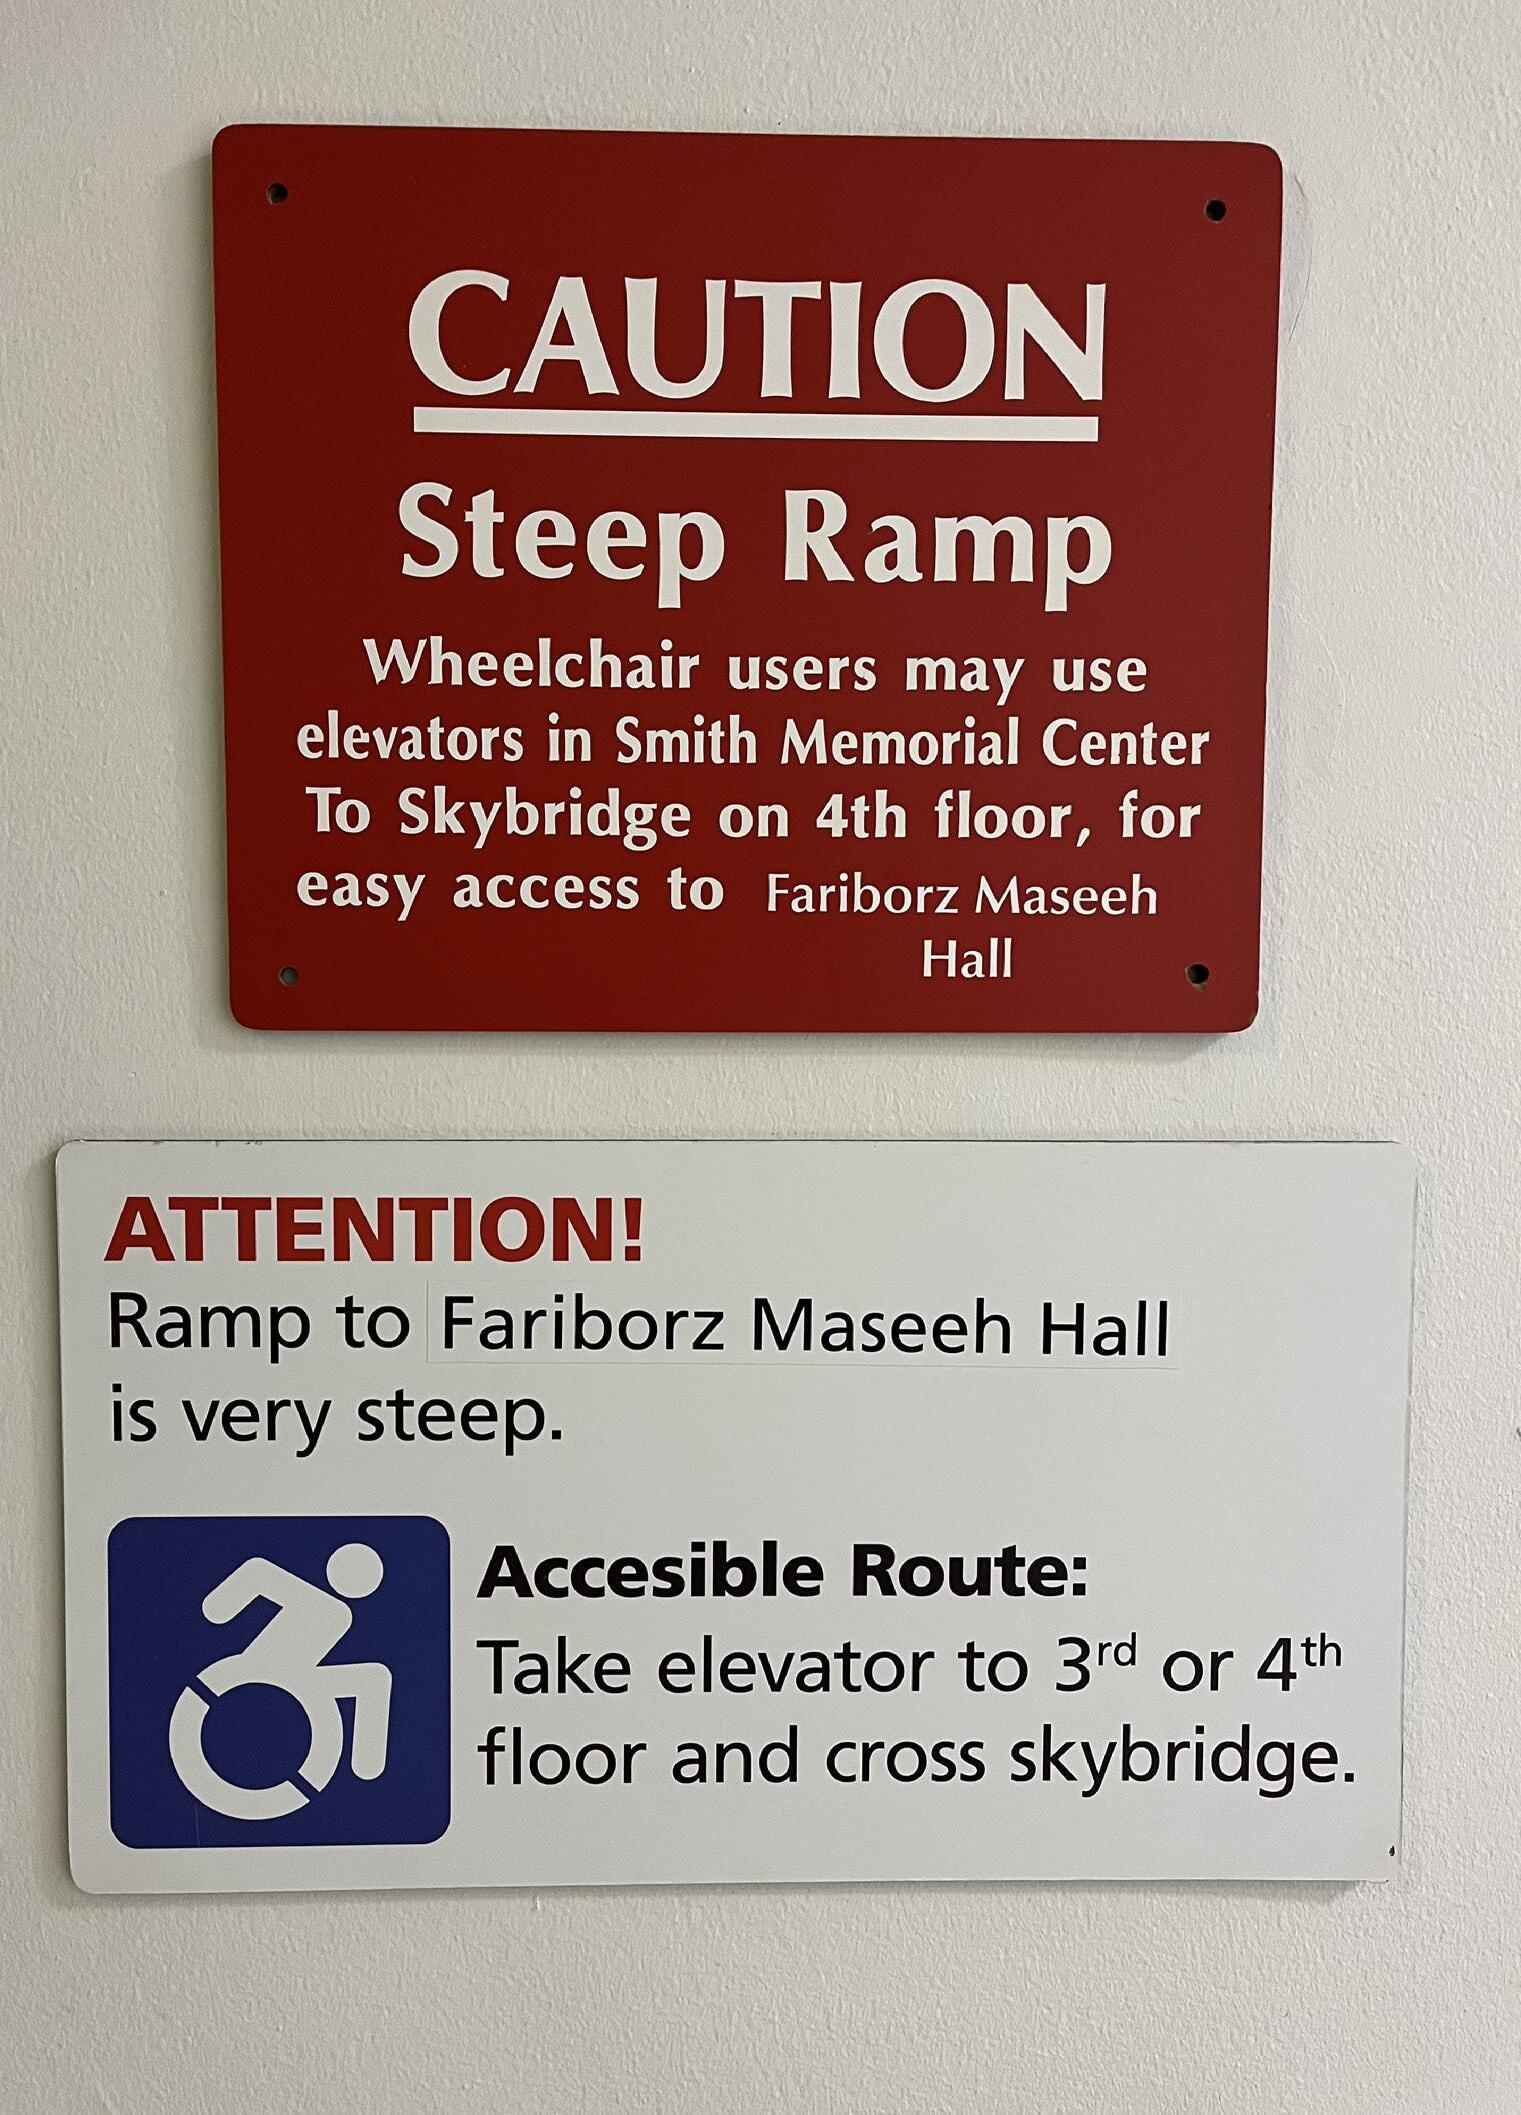 CAUTION
Steep Ramp
Wheelchair users may use
elevators in Smith Memorial Center
To Skybridge on 4th floor, for
easy access to Fariborz Maseeh
Hall
ATTENTION!
Ramp to Fariborz Maseeh Hall
is very steep.
Accesible Route:
Take elevator to 3rd or 4th
floor and cross skybridge.